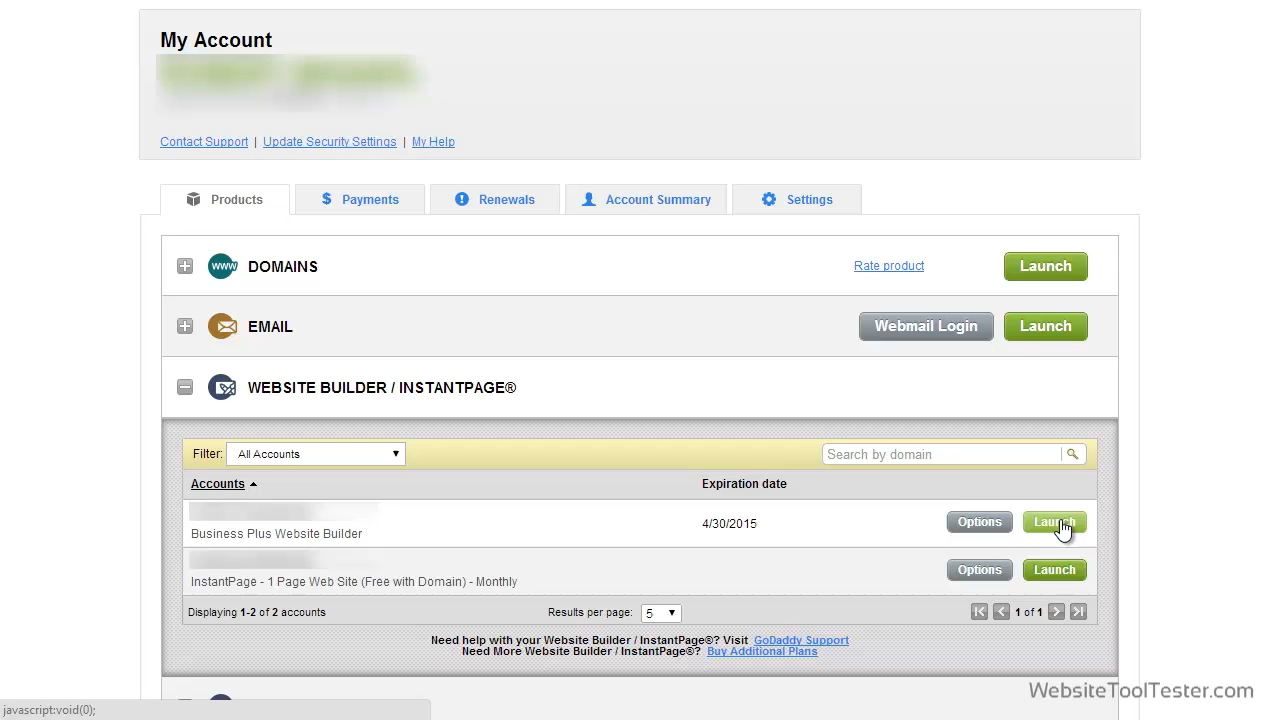 My Account
Contact Support | Update Security Settings | My Help
Products $ Payments Renewals Account Summary Settings
www DOMAINS Rate product Launch
EMAIL Webmail Login Launch
WEBSITE BUILDER / INSTANTPAGE®
Filter: All Accounts Search by domain
Accounts Expiration date
Business Plus Website Builder 4/30/2015 Options Launch
InstantPage - 1 Page Web Site (Free with Domain) - Monthly Options Launch
Displaying 1-2 of 2 accounts Results per page: 5 1 of 1
Need help with your Website Builder / InstantPage®? Visit GoDaddy Support
Need More Website Builder / InstantPage®? Buy Additional Plans
WebsiteToolTester.com
javascript:void(0);